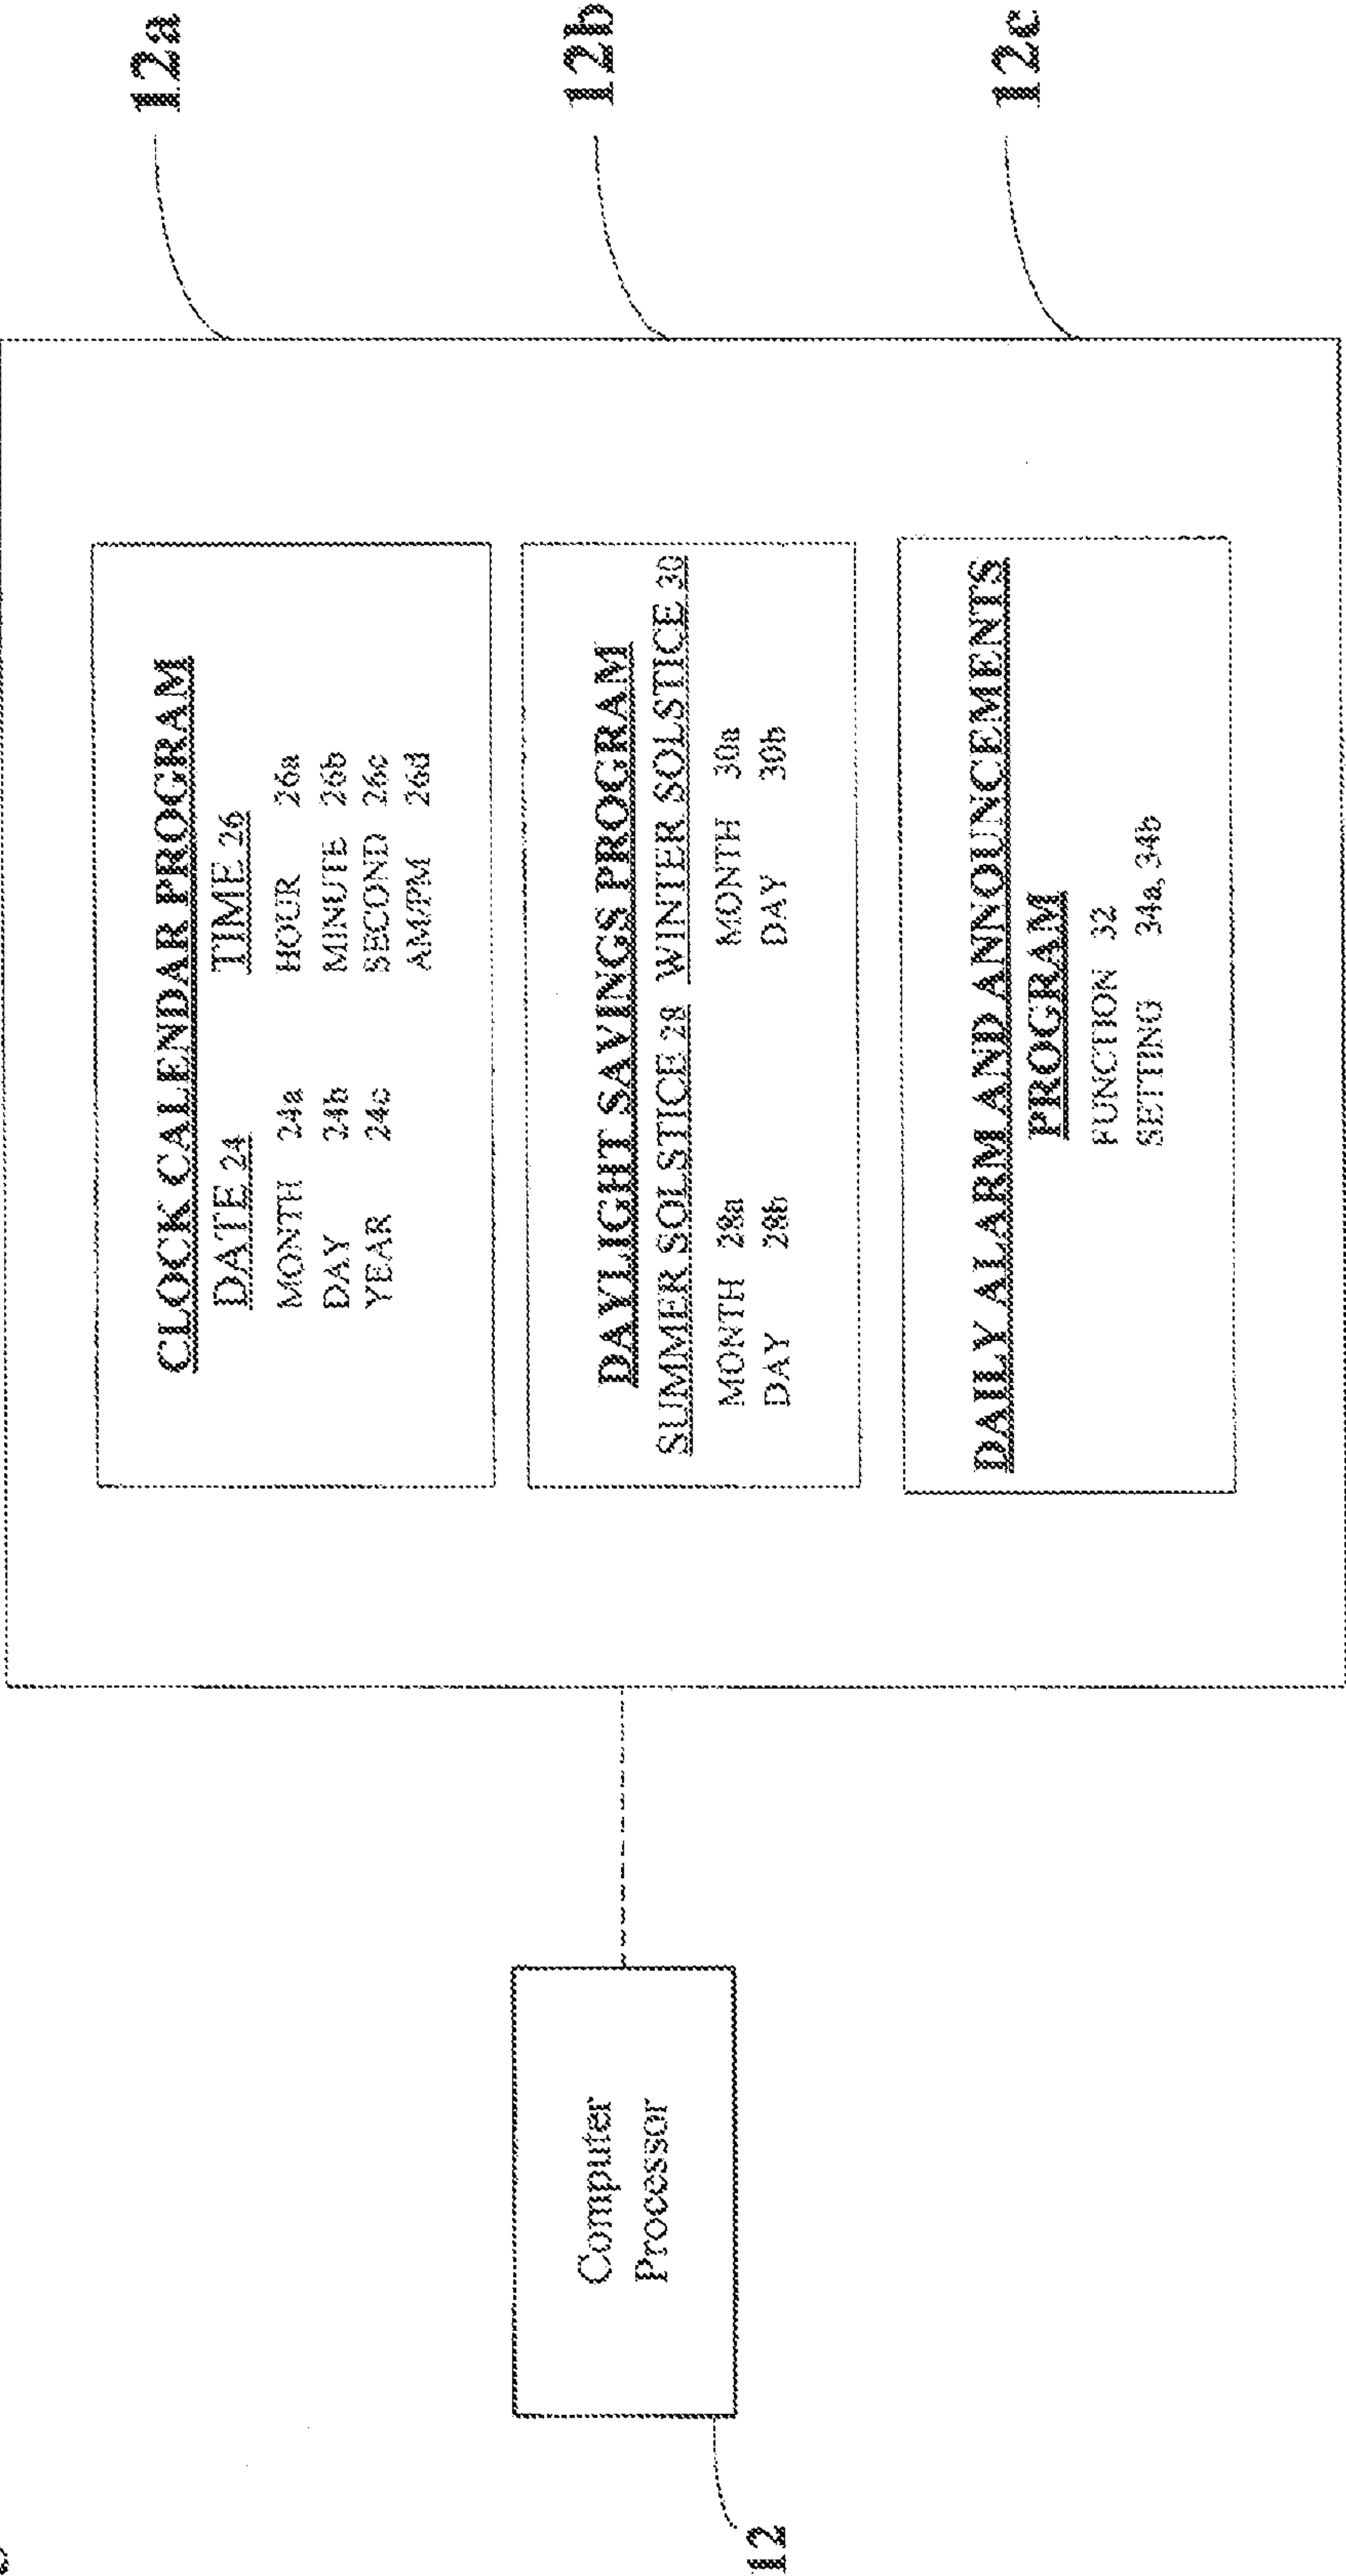 12a
CLOCK CALENDAR PROGRAM
DATE 24 TIME 26
MONTH 24a HOUR 26a
DAY 24b MINUTE 26b
YEAR 24c SECOND 26c
AM/PM 26d
12b
DAYLIGHT SAVINGS PROGRAM
SUMMER SOLSTICE 28 WINTER SOLSTICE 30
MONTH 28a MONTH 30a
DAY 28b DAY 30b
Computer
Processor
12
12c
DAILY ALARM AND ANNOUNCEMENTS
PROGRAM
FUNCTION 32
SETTING 34a, 34b